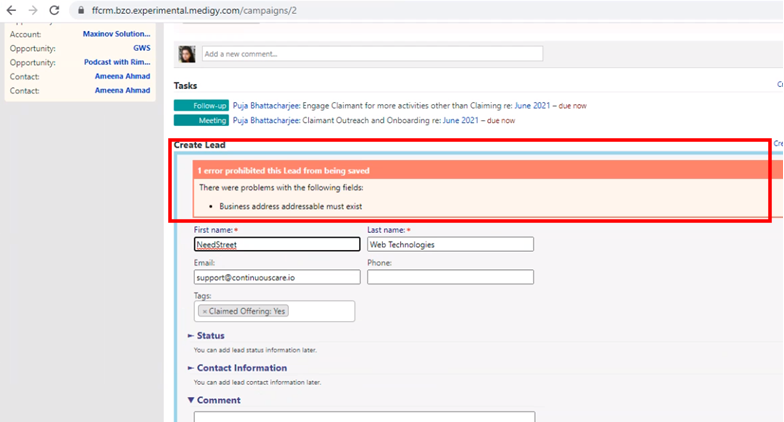 ffcrm.bzo.experimental.medigy.com/campaigns/2
Account: Maxinov Solution...
Opportunity: GWS
Opportunity: Podcast with Rim...
Contact: Ameena Ahmad
Contact: Ameena Ahmad
Add a new comment...
Tasks
Follow-up Puja Bhattacharjee: Engage Claimant for more activities other than Claiming re: June 2021 – due now
Meeting Puja Bhattacharjee: Claimant Outreach and Onboarding re: June 2021 – due now
Create Lead
1 error prohibited this Lead from being saved
There were problems with the following fields:
• Business address addressable must exist
First name: * Last name: *
NeedStreet Web Technologies
Email: Phone:
support@continuouscare.io
Tags:
× Claimed Offering: Yes
► Status
You can add lead status information later.
► Contact Information
You can add lead contact information later.
▼ Comment